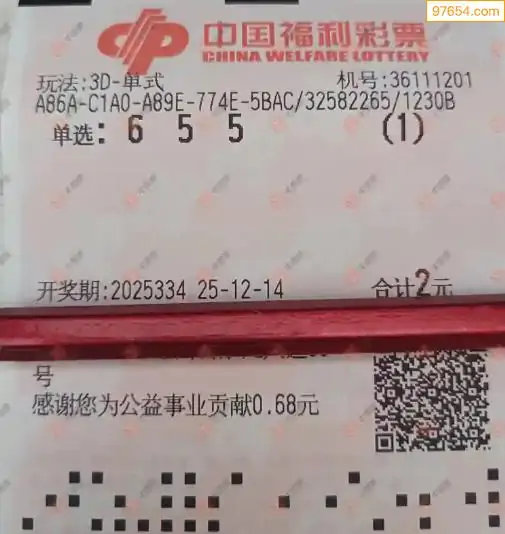 97654.com
中国福利彩票
CHINA WELFARE LOTTERY
玩法:3D-单式 机号:36111201
A86A-C1A0-A89E-774E-5BAC/32582265/1230B
单选: 6 5 5 (1)
开奖期:2025334 25-12-14 合计2元
号
感谢您为公益事业贡献0.68元